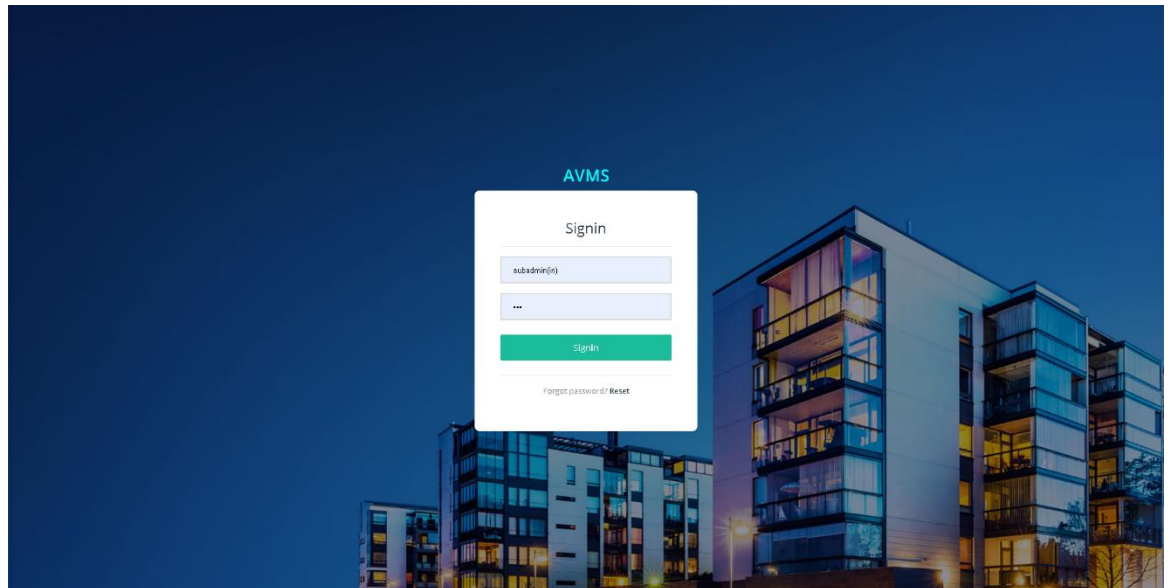 AVMS
Signin
subadmin(in)
•••
Signin
Forgot password? Reset